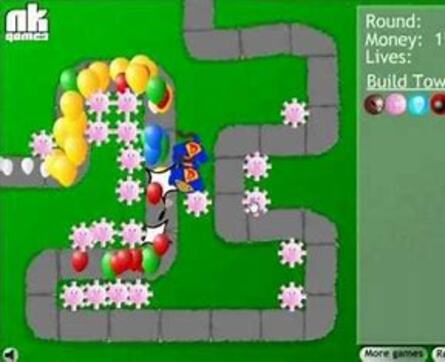 nk
games
Round:
Money: 1
Lives:
Build Tow
More games
R